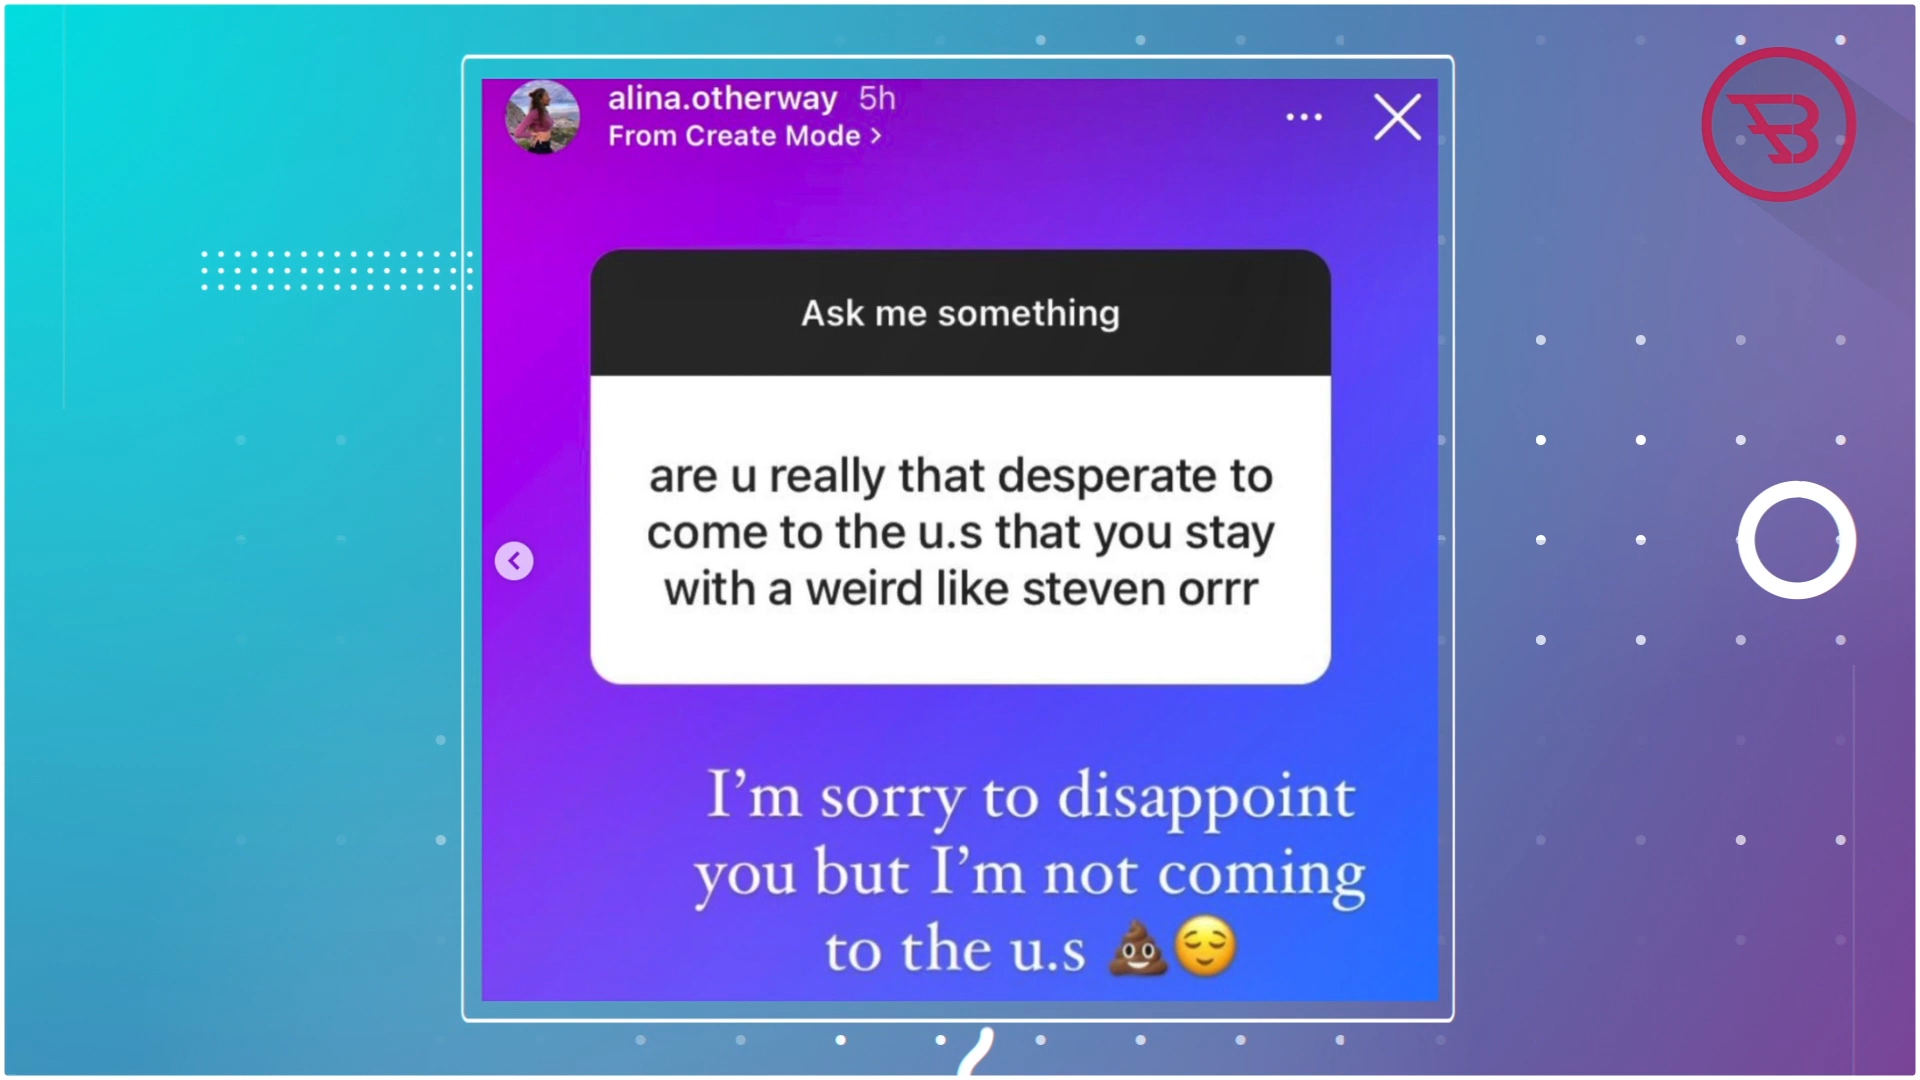 alina.otherway 5h
From Create Mode >
Ask me something
are u really that desperate to
come to the u.s that you stay
with a weird like steven orrr
I'm sorry to disappoint
you but I'm not coming
to the u.s 💩😌